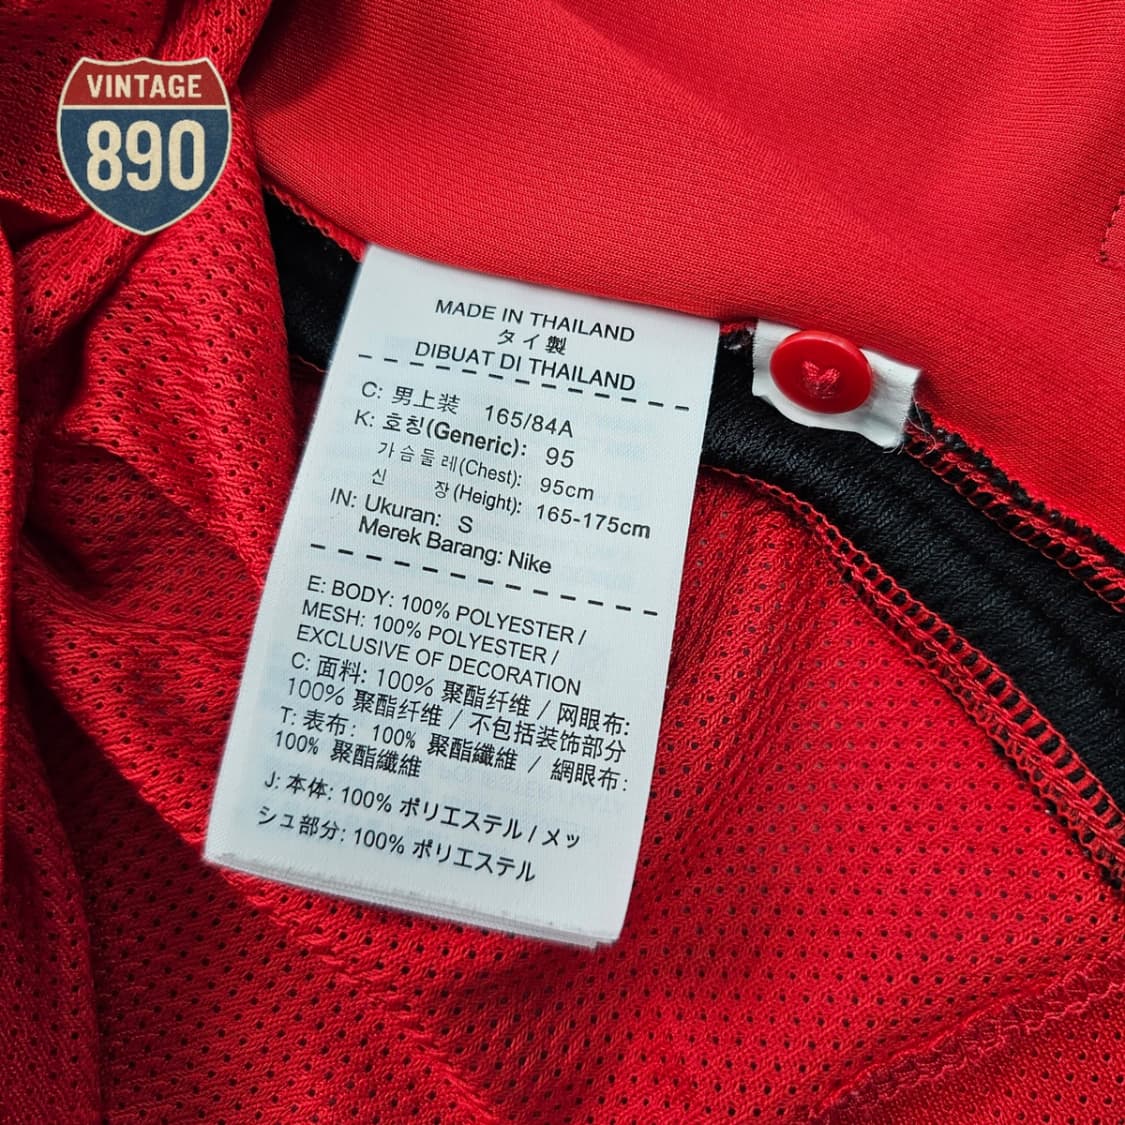 VINTAGE
890
MADE IN THAILAND
タイ製
DIBUAT DI THAILAND
C: 男上装 165/84A
K: 호칭(Generic): 95
가슴둘레(Chest): 95cm
신 장(Height): 165-175cm
IN: Ukuran: S
Merek Barang: Nike
E: BODY: 100% POLYESTER /
MESH: 100% POLYESTER /
EXCLUSIVE OF DECORATION
C: 面料: 100% 聚酯纤维 / 网眼布:
100% 聚酯纤维 / 不包括装饰部分
T: 表布: 100% 聚酯纖維 / 網眼布:
100% 聚酯纖維
J: 本体: 100% ポリエステル / メッ
シュ部分: 100% ポリエステル